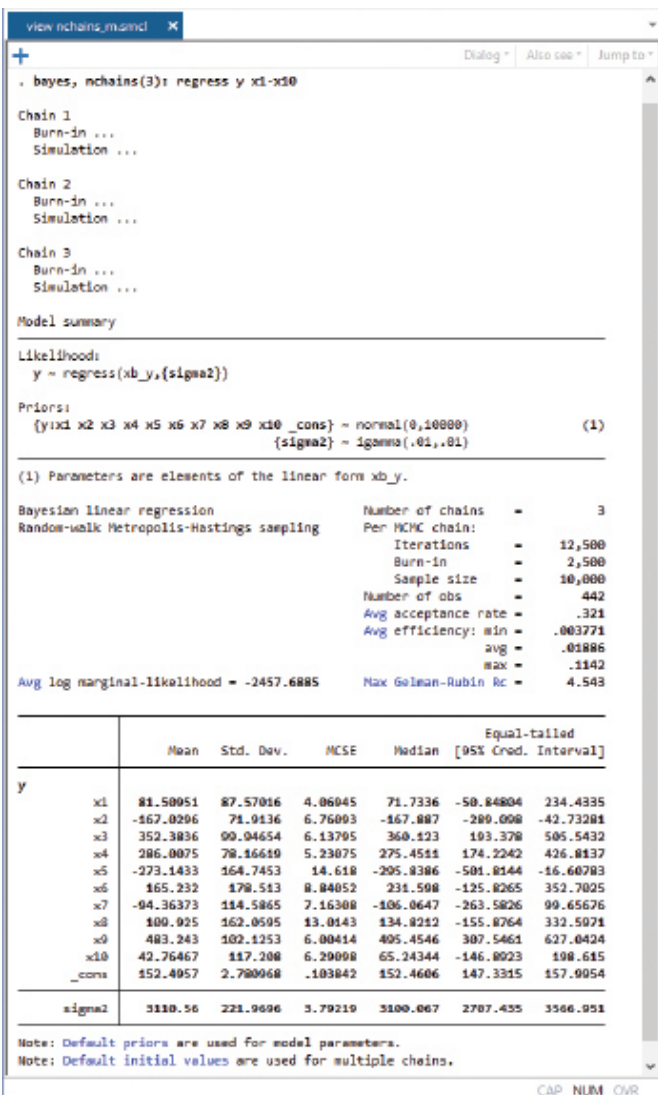 view nchains_m.smcl ×
+ Dialog Also see Jump to
. bayes, nchains(3): regress y x1-x10
Chain 1
Burn-in ...
Simulation ...
Chain 2
Burn-in ...
Simulation ...
Chain 3
Burn-in ...
Simulation ...
Model summary
Likelihood:
y ~ regress(xb_y,{sigma2})
Priors:
{y:x1 x2 x3 x4 x5 x6 x7 x8 x9 x10 _cons} ~ normal(0,10000) (1)
{sigma2} ~ igamma(.01,.01)
(1) Parameters are elements of the linear form xb_y.
Bayesian linear regression Number of chains = 3
Random-walk Metropolis-Hastings sampling Per MCMC chain:
Iterations = 12,500
Burn-in = 2,500
Sample size = 10,000
Number of obs = 442
Avg acceptance rate = .321
Avg efficiency: min = .003771
avg = .01886
max = .1142
Avg log marginal-likelihood = -2457.6885 Max Gelman-Rubin Rc = 4.543
Equal-tailed
Mean Std. Dev. MCSE Median [95% Cred. Interval]
y
x1 81.50951 87.57016 4.06945 71.7336 -50.84804 234.4335
x2 -167.0296 71.9136 6.76093 -167.887 -289.098 -42.73281
x3 352.3836 99.94654 6.13795 360.123 193.378 505.5432
x4 286.0075 78.16619 5.23075 275.4511 174.2242 426.8137
x5 -273.1433 164.7453 14.618 -295.8386 -501.8144 -16.60783
x6 165.232 178.513 8.84052 231.598 -125.8265 352.7025
x7 -94.36373 114.5865 7.16308 -106.0647 -263.5826 99.65676
x8 109.925 162.0595 13.0143 134.8212 -155.8764 332.5971
x9 483.243 102.1253 6.00414 495.4546 307.5461 627.0424
x10 42.76467 117.208 6.29098 65.24344 -146.8923 198.615
_cons 152.4957 2.780968 .103842 152.4606 147.3315 157.9954
sigma2 3110.56 221.9696 3.79219 3100.067 2707.435 3566.951
Note: Default priors are used for model parameters.
Note: Default initial values are used for multiple chains.
CAP NUM OVR